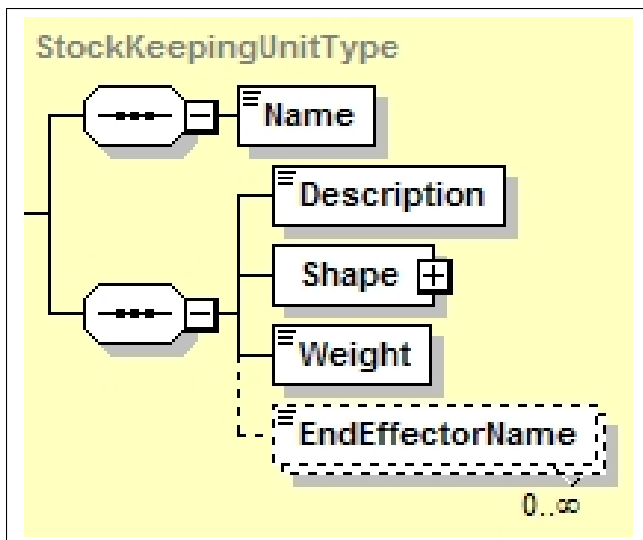 StockKeepingUnitType
Name
Description
Shape
Weight
EndEffectorName
0..∞